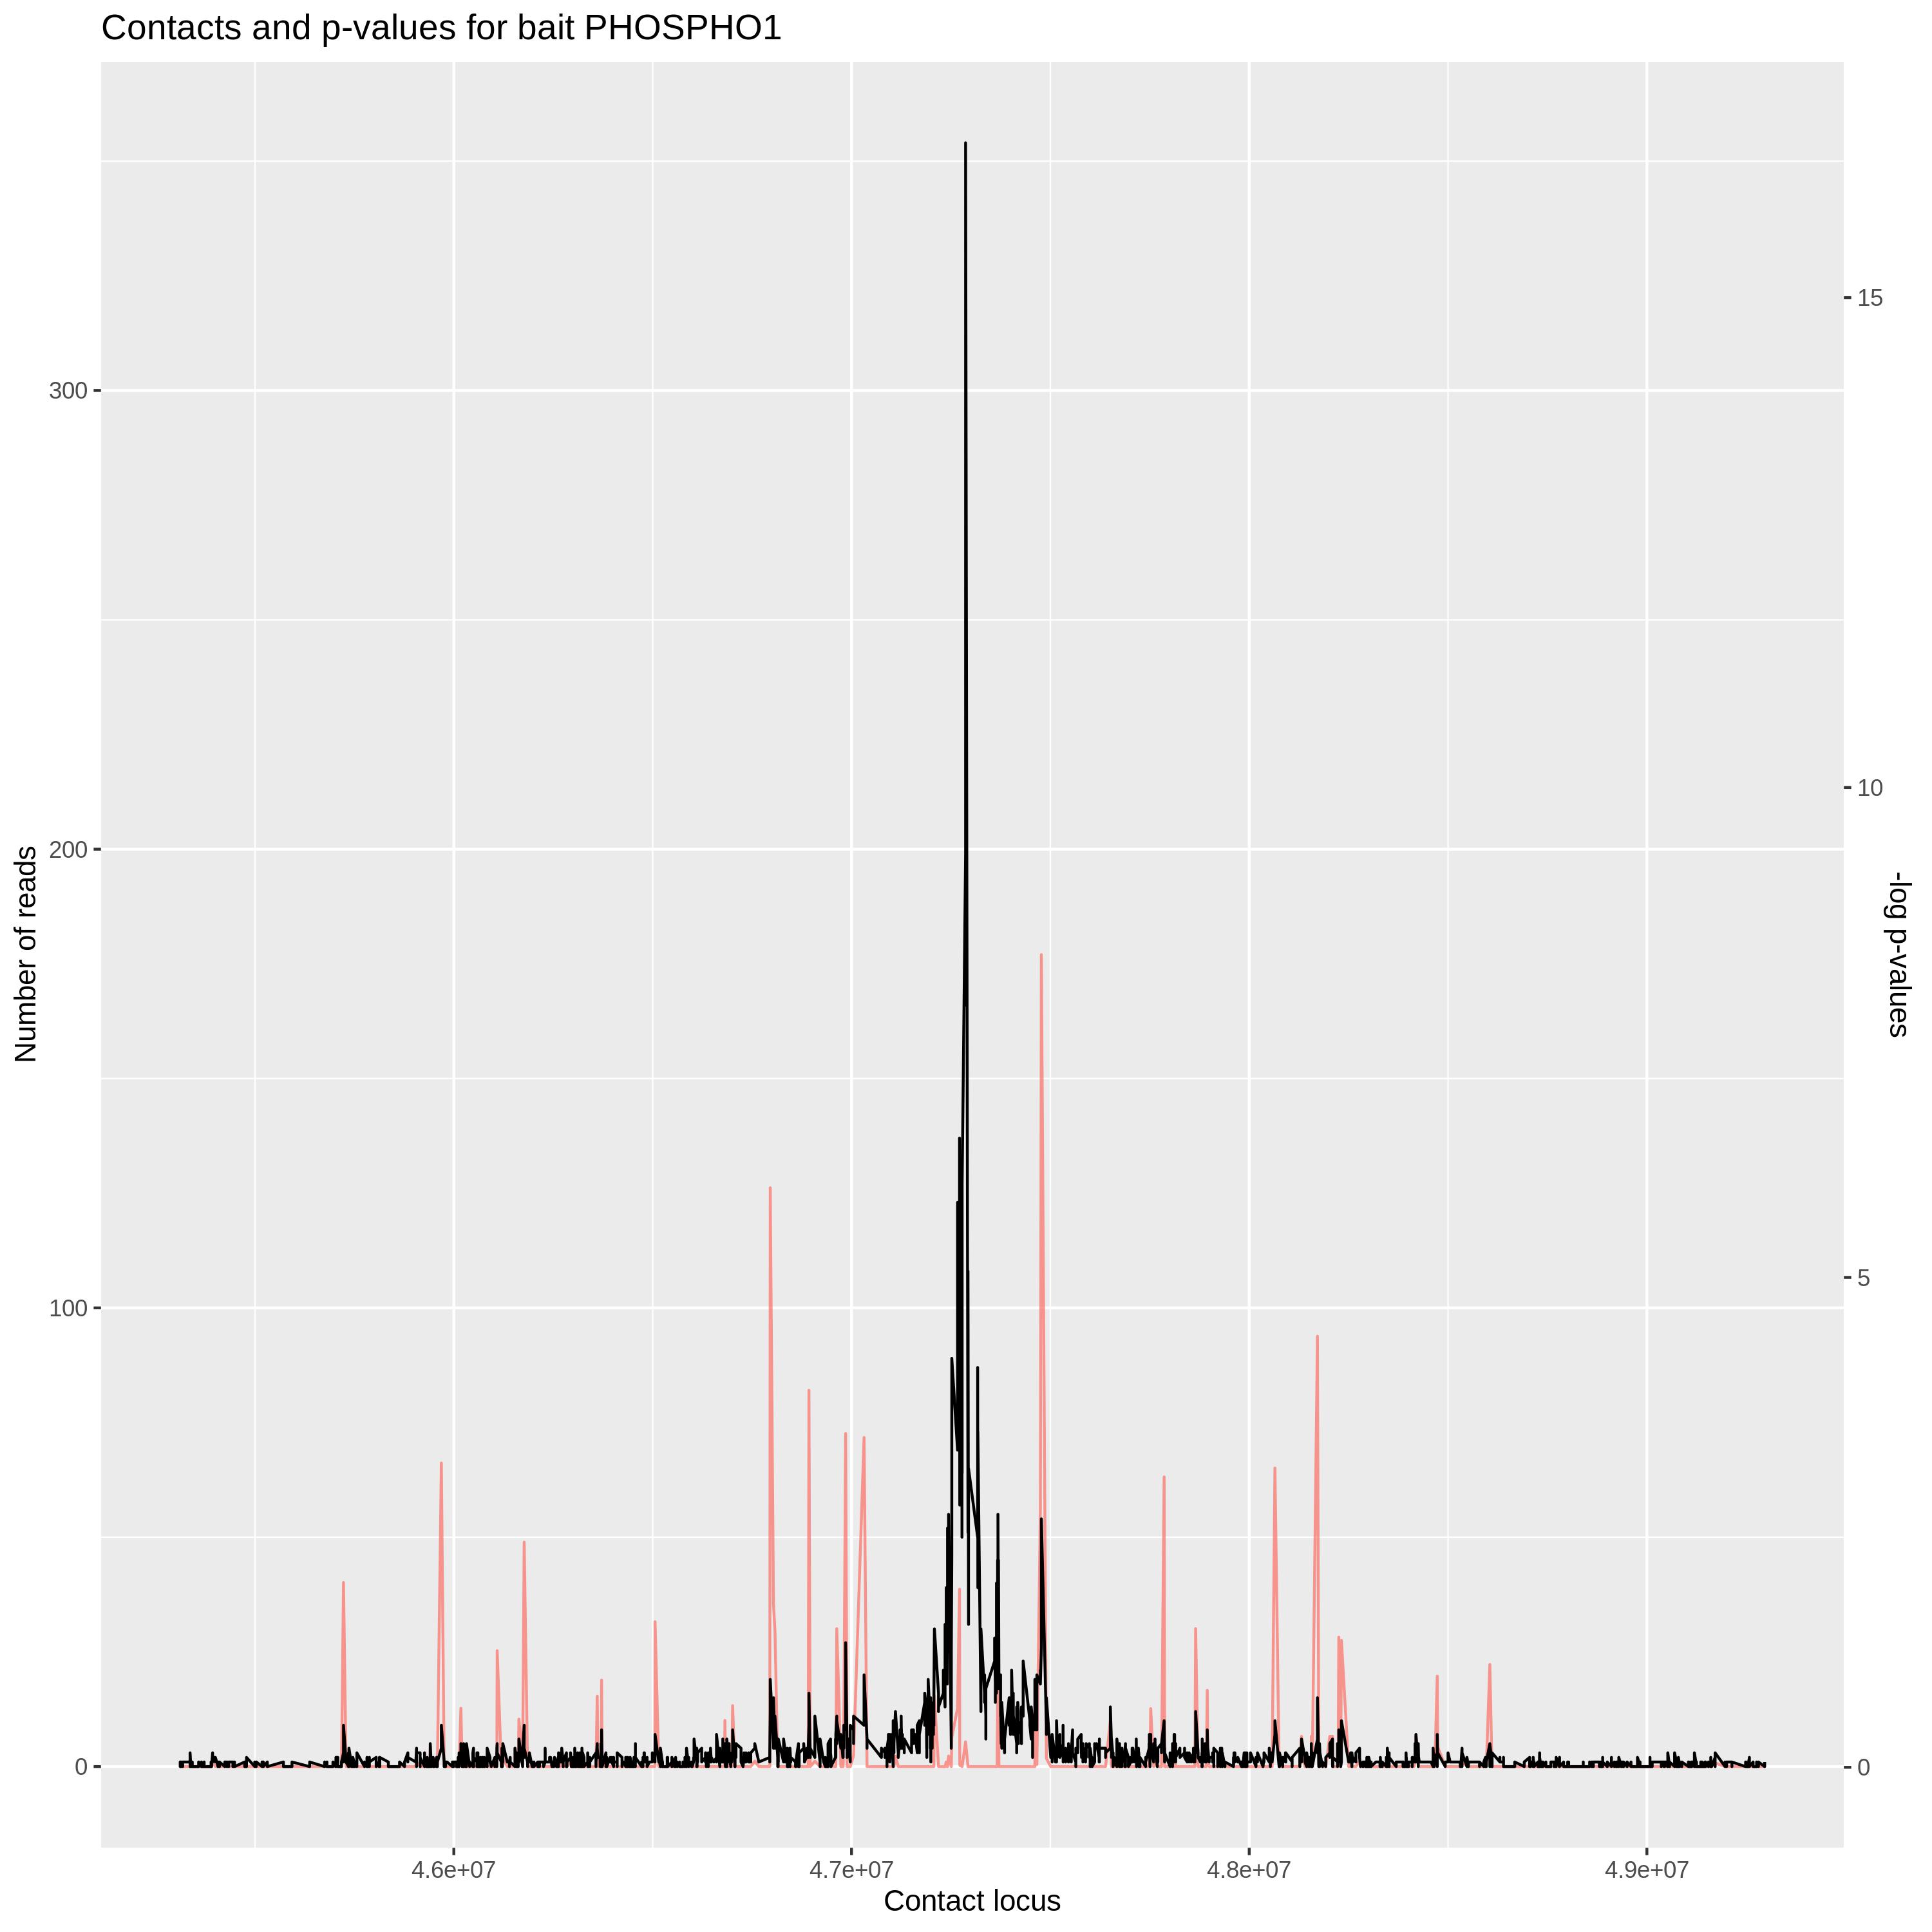 Contacts and p-values for bait PHOSPHO1
Number of reads
300
200
100
0
15
10
5
0
-log p-values
4.6e+07 4.7e+07 4.8e+07 4.9e+07
Contact locus